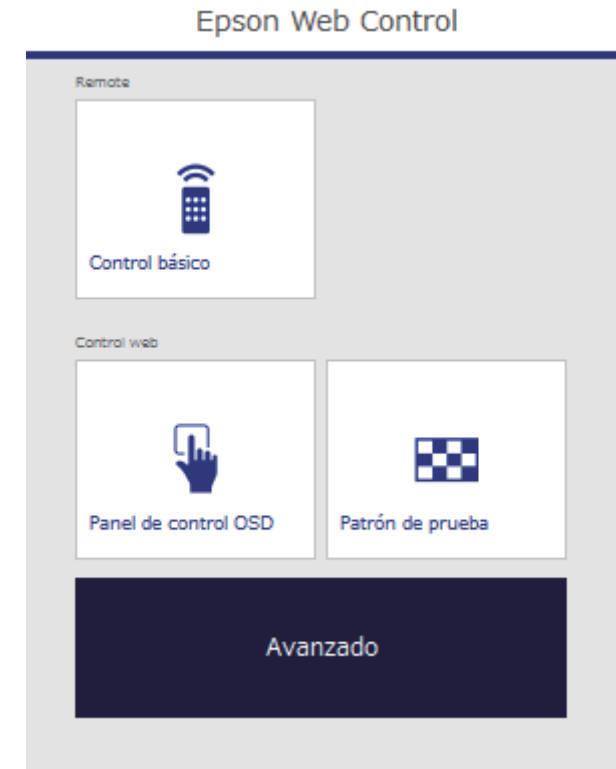 Epson Web Control
Remote
Control básico
Control web
Panel de control OSD
Patrón de prueba
Avanzado